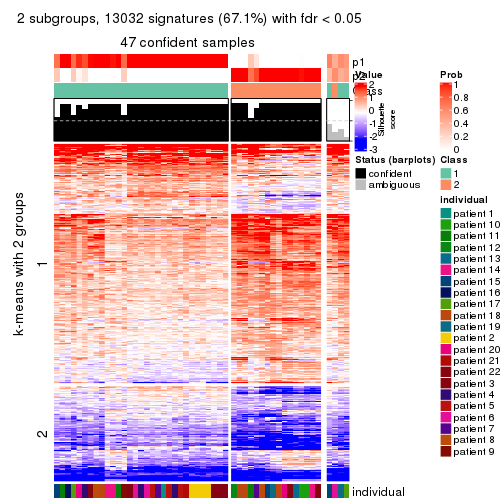 2 subgroups, 13032 signatures (67.1%) with fdr < 0.05
47 confident samples
p1
p2
Class
Silhouette
score
k-means with 2 groups
1
2
individual
Value
2
1
0
-1
-2
-3
Status (barplots)
confident
ambiguous
Prob
1
0.8
0.6
0.4
0.2
0
Class
1
2
Individual
patient 1
patient 10
patient 11
patient 12
patient 13
patient 14
patient 15
patient 16
patient 17
patient 18
patient 19
patient 2
patient 20
patient 21
patient 22
patient 3
patient 4
patient 5
patient 6
patient 7
patient 8
patient 9